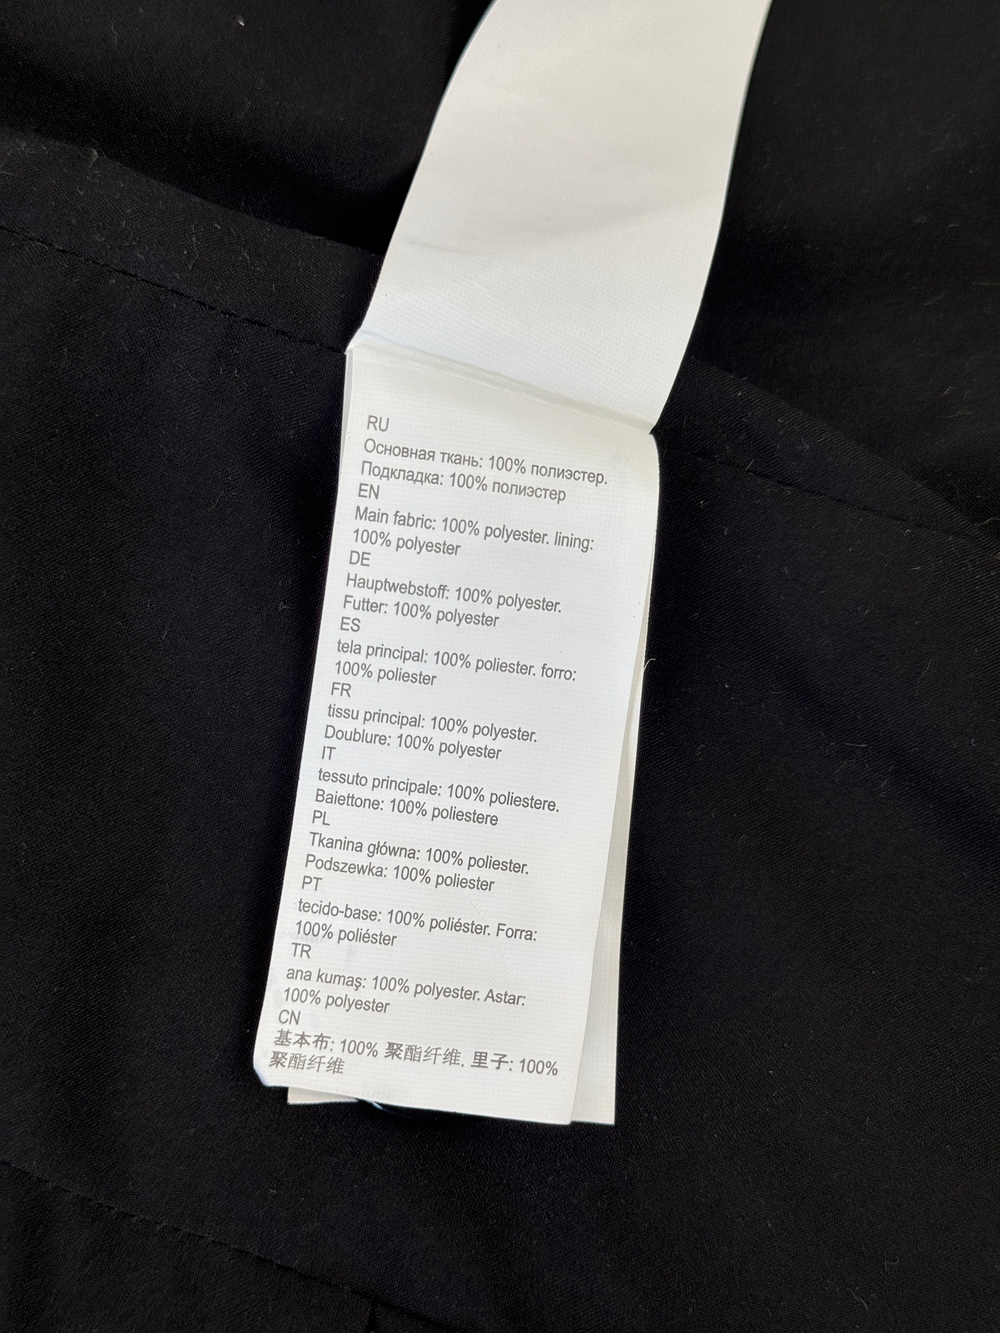 RU
Основная ткань: 100% полиэстер.
Подкладка: 100% полиэстер
EN
Main fabric: 100% polyester. lining:
100% polyester
DE
Hauptwebstoff: 100% polyester.
Futter: 100% polyester
ES
tela principal: 100% poliester. forro:
100% poliester
FR
tissu principal: 100% polyester.
Doublure: 100% polyester
IT
tessuto principale: 100% poliestere.
Baiettone: 100% poliestere
PL
Tkanina główna: 100% poliester.
Podszewka: 100% poliester
PT
tecido-base: 100% poliéster. Forra:
100% poliéster
TR
ana kumaş: 100% polyester. Astar:
100% polyester
CN
基本布: 100% 聚酯纤维. 里子: 100%
聚酯纤维